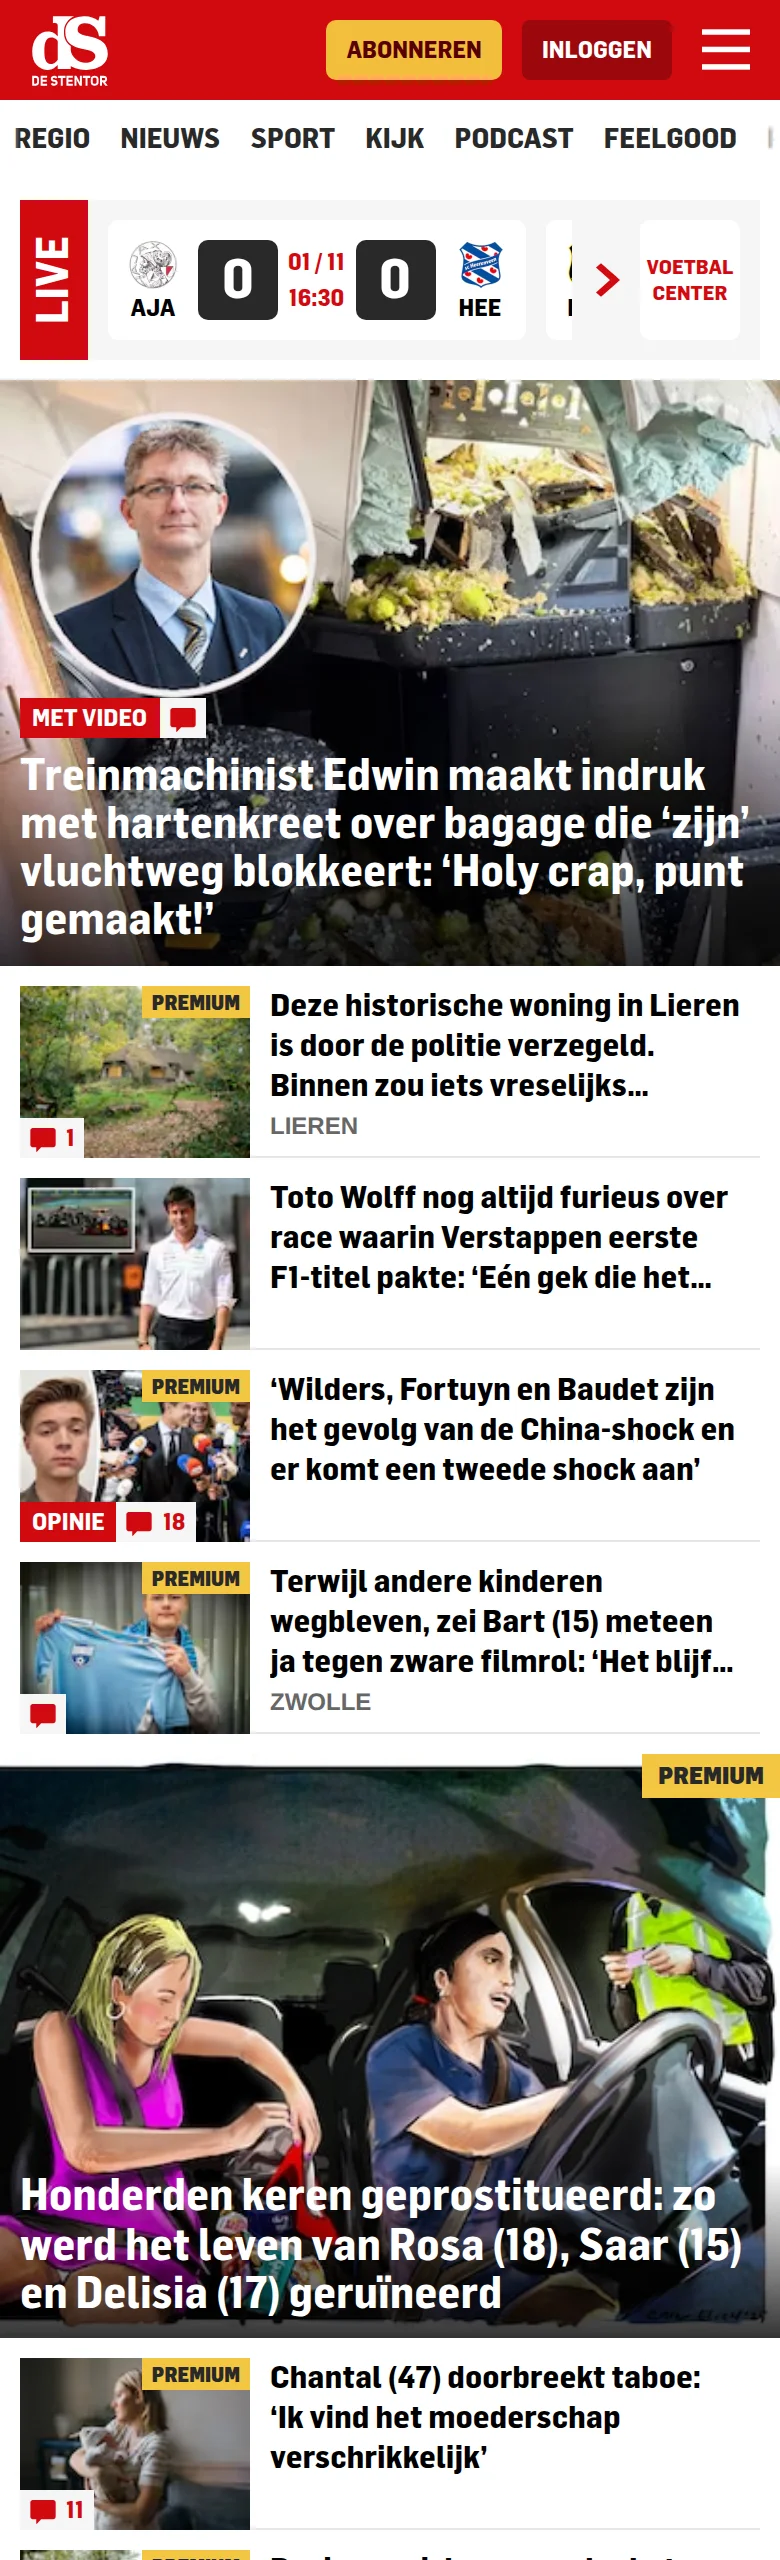 dS
DE STENTOR
ABONNEREN
INLOGGEN
REGIO NIEUWS SPORT KIJK PODCAST FEELGOOD
LIVE
AJA
0
01 / 11
16:30
0
HEE
VOETBAL
CENTER
MET VIDEO
Treinmachinist Edwin maakt indruk
met hartenkreet over bagage die ‘zijn’
vluchtweg blokkeert: ‘Holy crap, punt
gemaakt!’
PREMIUM
1
Deze historische woning in Lieren
is door de politie verzegeld.
Binnen zou iets vreselijks...
LIEREN
Toto Wolff nog altijd furieus over
race waarin Verstappen eerste
F1-titel pakte: ‘Eén gek die het...
PREMIUM
OPINIE
18
‘Wilders, Fortuyn en Baudet zijn
het gevolg van de China-shock en
er komt een tweede shock aan’
PREMIUM
Terwijl andere kinderen
wegbleven, zei Bart (15) meteen
ja tegen zware filmrol: ‘Het blijf...
ZWOLLE
PREMIUM
Honderden keren geprostitueerd: zo
werd het leven van Rosa (18), Saar (15)
en Delisia (17) geruïneerd
PREMIUM
11
Chantal (47) doorbreekt taboe:
‘Ik vind het moederschap
verschrikkelijk’